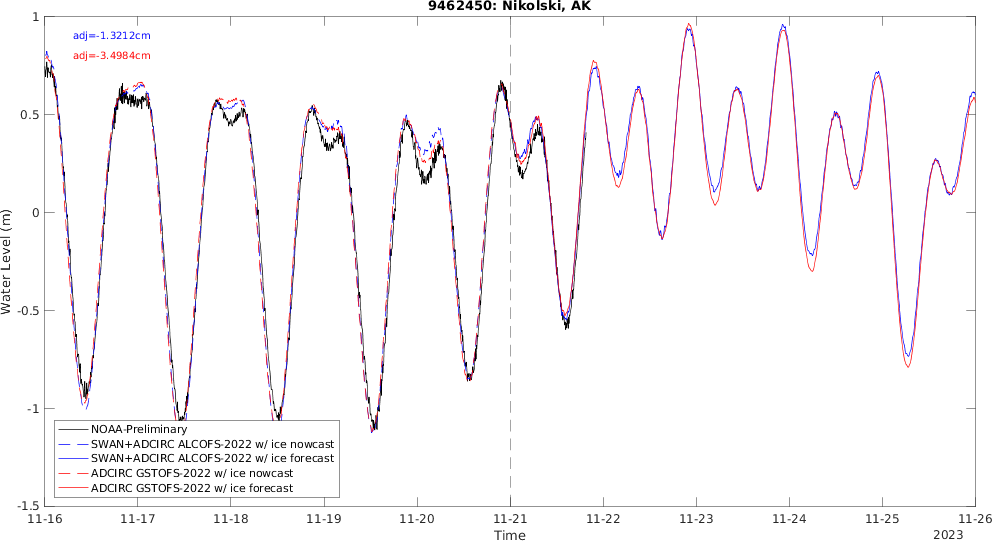 9462450: Nikolski, AK
adj=-1.3212cm
adj=-3.4984cm
1
0.5
0
-0.5
-1
-1.5
Water Level (m)
NOAA-Preliminary
SWAN+ADCIRC ALCOFS-2022 w/ ice nowcast
SWAN+ADCIRC ALCOFS-2022 w/ ice forecast
ADCIRC GSTOFS-2022 w/ ice nowcast
ADCIRC GSTOFS-2022 w/ ice forecast
11-16 11-17 11-18 11-19 11-20 11-21 11-22 11-23 11-24 11-25 11-26
Time
2023